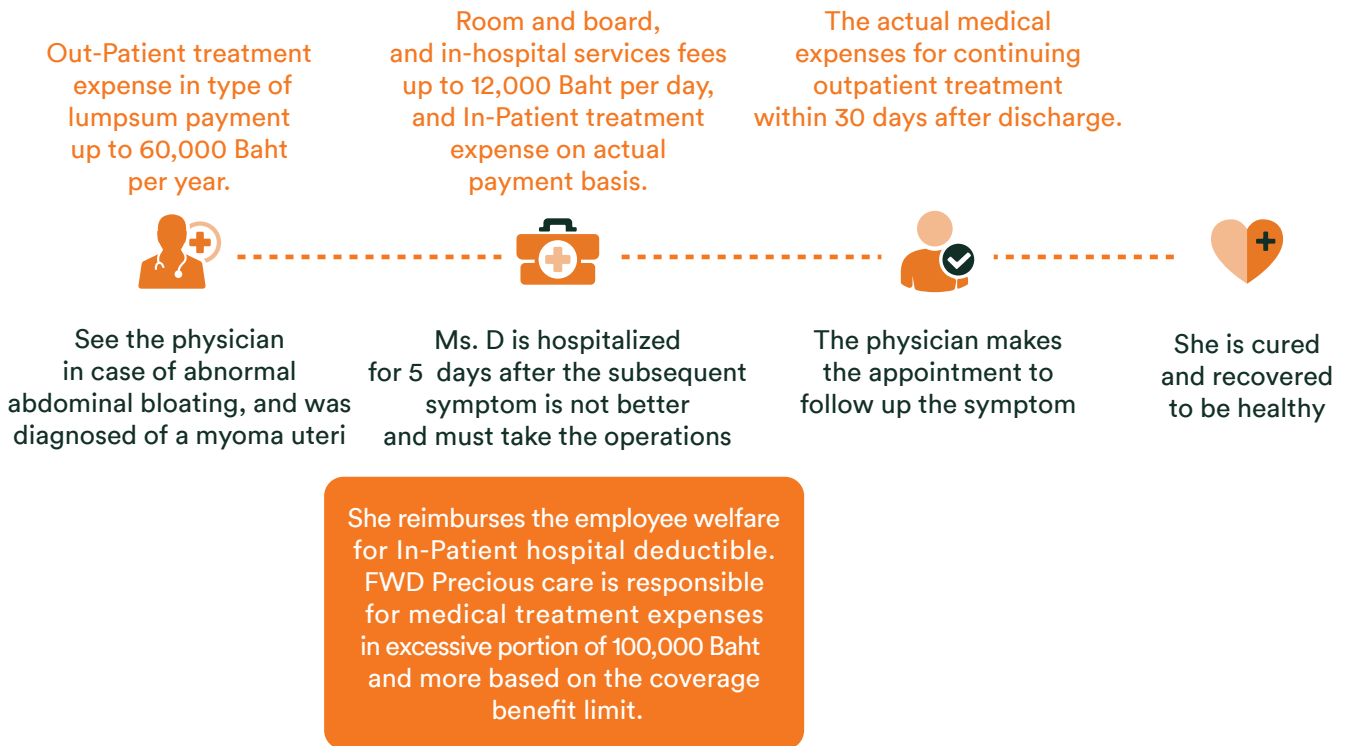 Out-Patient treatment
expense in type of
lumpsum payment
up to 60,000 Baht
per year.
Room and board,
and in-hospital services fees
up to 12,000 Baht per day,
and In-Patient treatment
expense on actual
payment basis.
The actual medical
expenses for continuing
outpatient treatment
within 30 days after discharge.
See the physician
in case of abnormal
abdominal bloating, and was
diagnosed of a myoma uteri
Ms. D is hospitalized
for 5 days after the subsequent
symptom is not better
and must take the operations
The physician makes
the appointment to
follow up the symptom
She is cured
and recovered
to be healthy
She reimburses the employee welfare
for In-Patient hospital deductible.
FWD Precious care is responsible
for medical treatment expenses
in excessive portion of 100,000 Baht
and more based on the coverage
benefit limit.